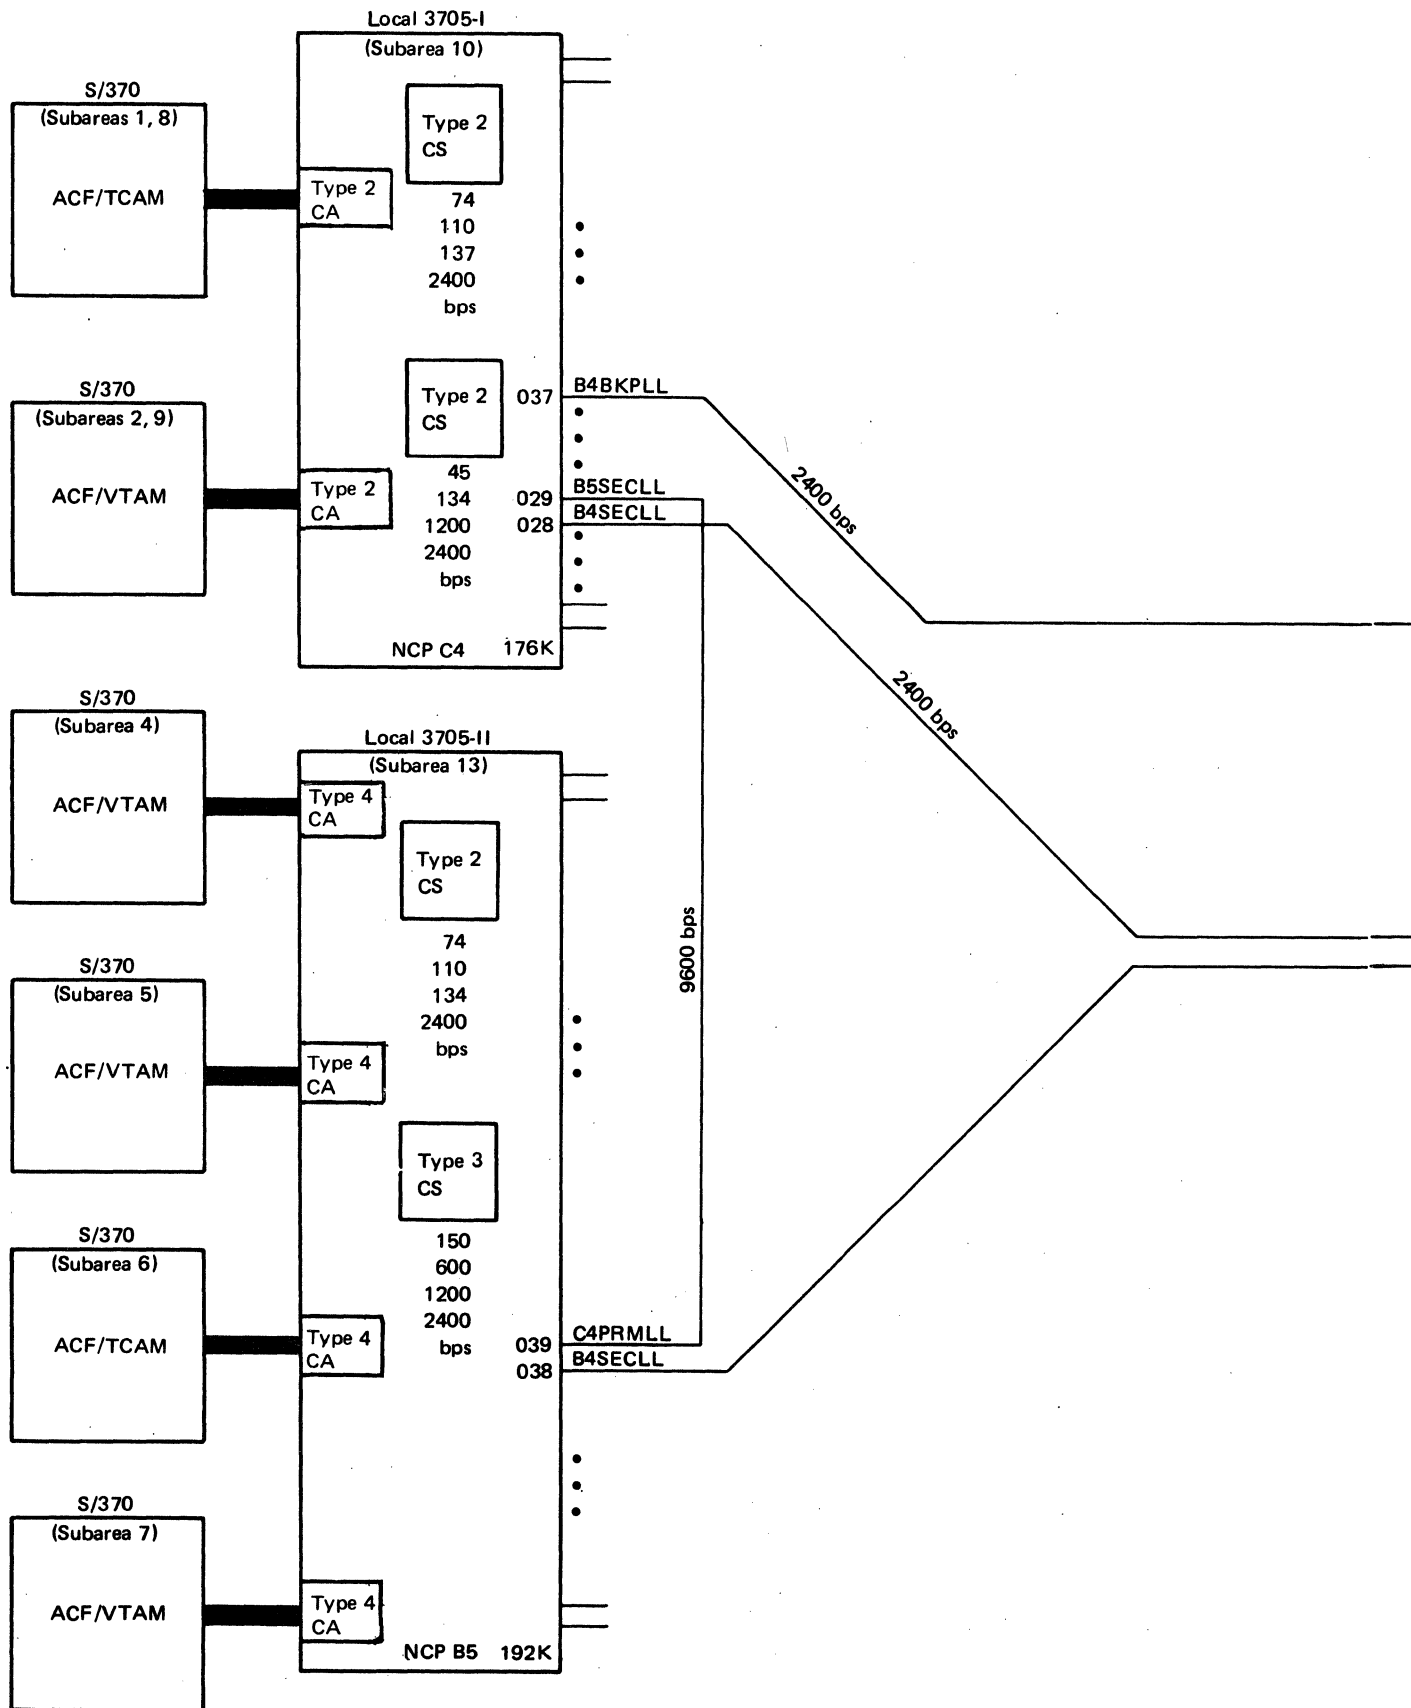 Local 3705-I
(Subarea 10)
S/370
(Subareas 1, 8)
ACF/TCAM
Type 2
CA
Type 2
CS
74
110
137
2400
bps
S/370
(Subareas 2, 9)
ACF/VTAM
Type 2
CA
Type 2
CS
45
134
1200
2400
bps
037
B4BKPLL
029
B5SECLL
028
B4SECLL
NCP C4 176K
2400 bps
2400 bps
9600 bps
S/370
(Subarea 4)
ACF/VTAM
Local 3705-II
(Subarea 13)
Type 4
CA
Type 2
CS
74
110
134
2400
bps
S/370
(Subarea 5)
ACF/VTAM
Type 4
CA
Type 3
CS
150
600
1200
2400
bps
S/370
(Subarea 6)
ACF/TCAM
Type 4
CA
039
C4PRMLL
038
B4SECLL
S/370
(Subarea 7)
ACF/VTAM
Type 4
CA
NCP B5 192K